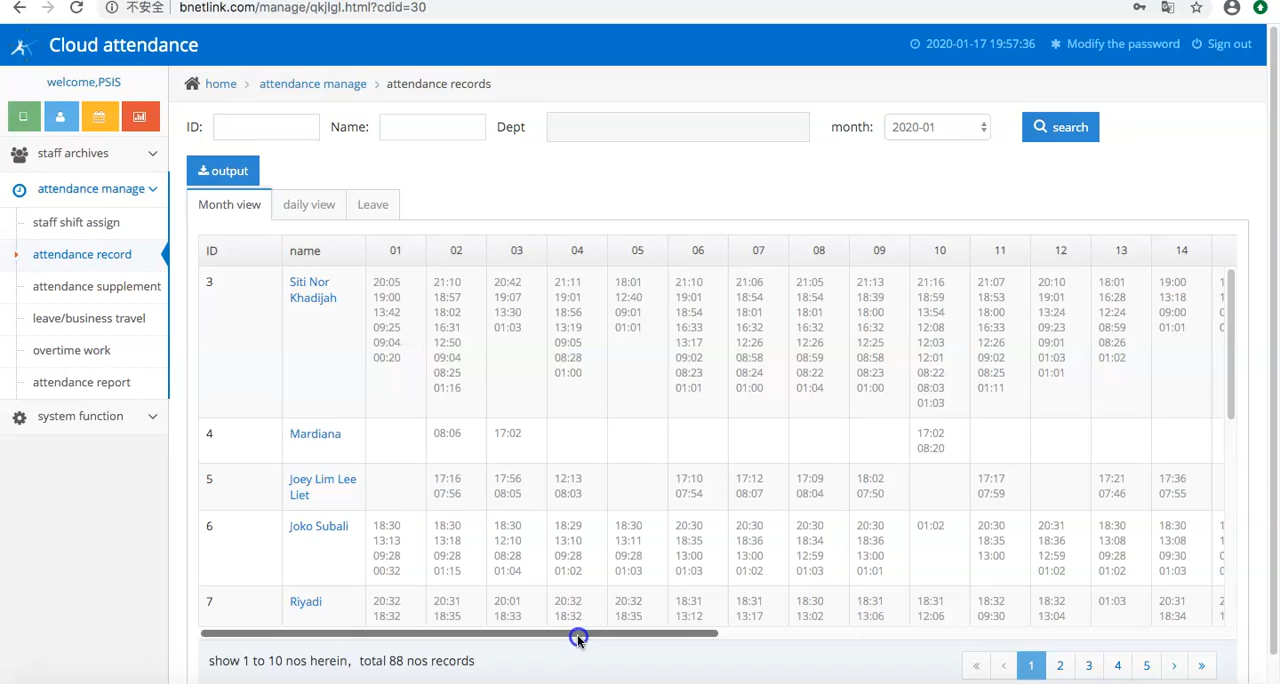 不安全 bnetlink.com/manage/qkjlgl.html?cdid=30
Cloud attendance
2020-01-17 19:57:36 Modify the password Sign out
welcome,PSIS
home > attendance manage > attendance records
ID: Name: Dept month: 2020-01 search
staff archives
output
attendance manage
Month view daily view Leave
staff shift assign
attendance record
attendance supplement
leave/business travel
overtime work
attendance report
system function
ID name 01 02 03 04 05 06 07 08 09 10 11 12 13 14
3 Siti Nor 20:05 21:10 20:42 21:11 18:01 21:10 21:06 21:05 21:13 21:16 21:07 20:10 18:01 19:00
Khadijah 19:00 18:57 19:07 19:01 12:40 19:01 18:54 18:54 18:39 18:59 18:53 19:01 16:28 13:18
13:42 18:02 13:30 18:56 09:01 18:54 18:01 18:01 18:00 13:54 18:00 13:24 12:24 09:00
09:25 16:31 01:03 13:19 01:01 16:33 16:32 16:32 16:32 12:08 16:33 09:23 08:59 01:01
09:04 12:50 09:05 13:17 12:26 12:26 12:25 12:03 12:26 09:01 08:26
00:20 09:04 08:28 09:02 08:58 08:59 08:58 12:01 09:02 01:03 01:02
08:25 01:00 08:23 08:24 08:22 08:23 08:22 08:25 01:01
01:16 01:01 01:00 01:04 01:00 08:03 01:11
01:03
4 Mardiana 08:06 17:02 17:02
08:20
5 Joey Lim Lee 17:16 17:56 12:13 17:10 17:12 17:09 18:02 17:17 17:21 17:36
Liet 07:56 08:05 08:03 07:54 08:07 08:04 07:50 07:59 07:46 07:55
6 Joko Subali 18:30 18:30 18:30 18:29 18:30 20:30 20:30 20:30 20:30 01:02 20:30 20:31 18:30 18:30
13:13 13:18 12:10 13:10 13:11 18:35 18:36 18:34 18:36 18:35 18:36 13:08 13:08
09:28 09:28 08:28 09:28 09:28 13:00 13:00 12:59 13:00 13:00 12:59 09:28 09:30
00:32 01:15 01:04 01:02 01:03 01:03 01:02 01:03 01:01 01:02 01:02 01:03
7 Riyadi 20:32 20:31 20:01 20:32 20:32 18:31 18:31 18:30 18:31 18:31 18:32 18:32 01:03 20:31
18:32 18:35 18:33 18:32 18:35 13:12 13:17 13:02 13:06 12:06 09:30 13:04 18:34
show 1 to 10 nos herein, total 88 nos records
« ‹ 1 2 3 4 5 › »